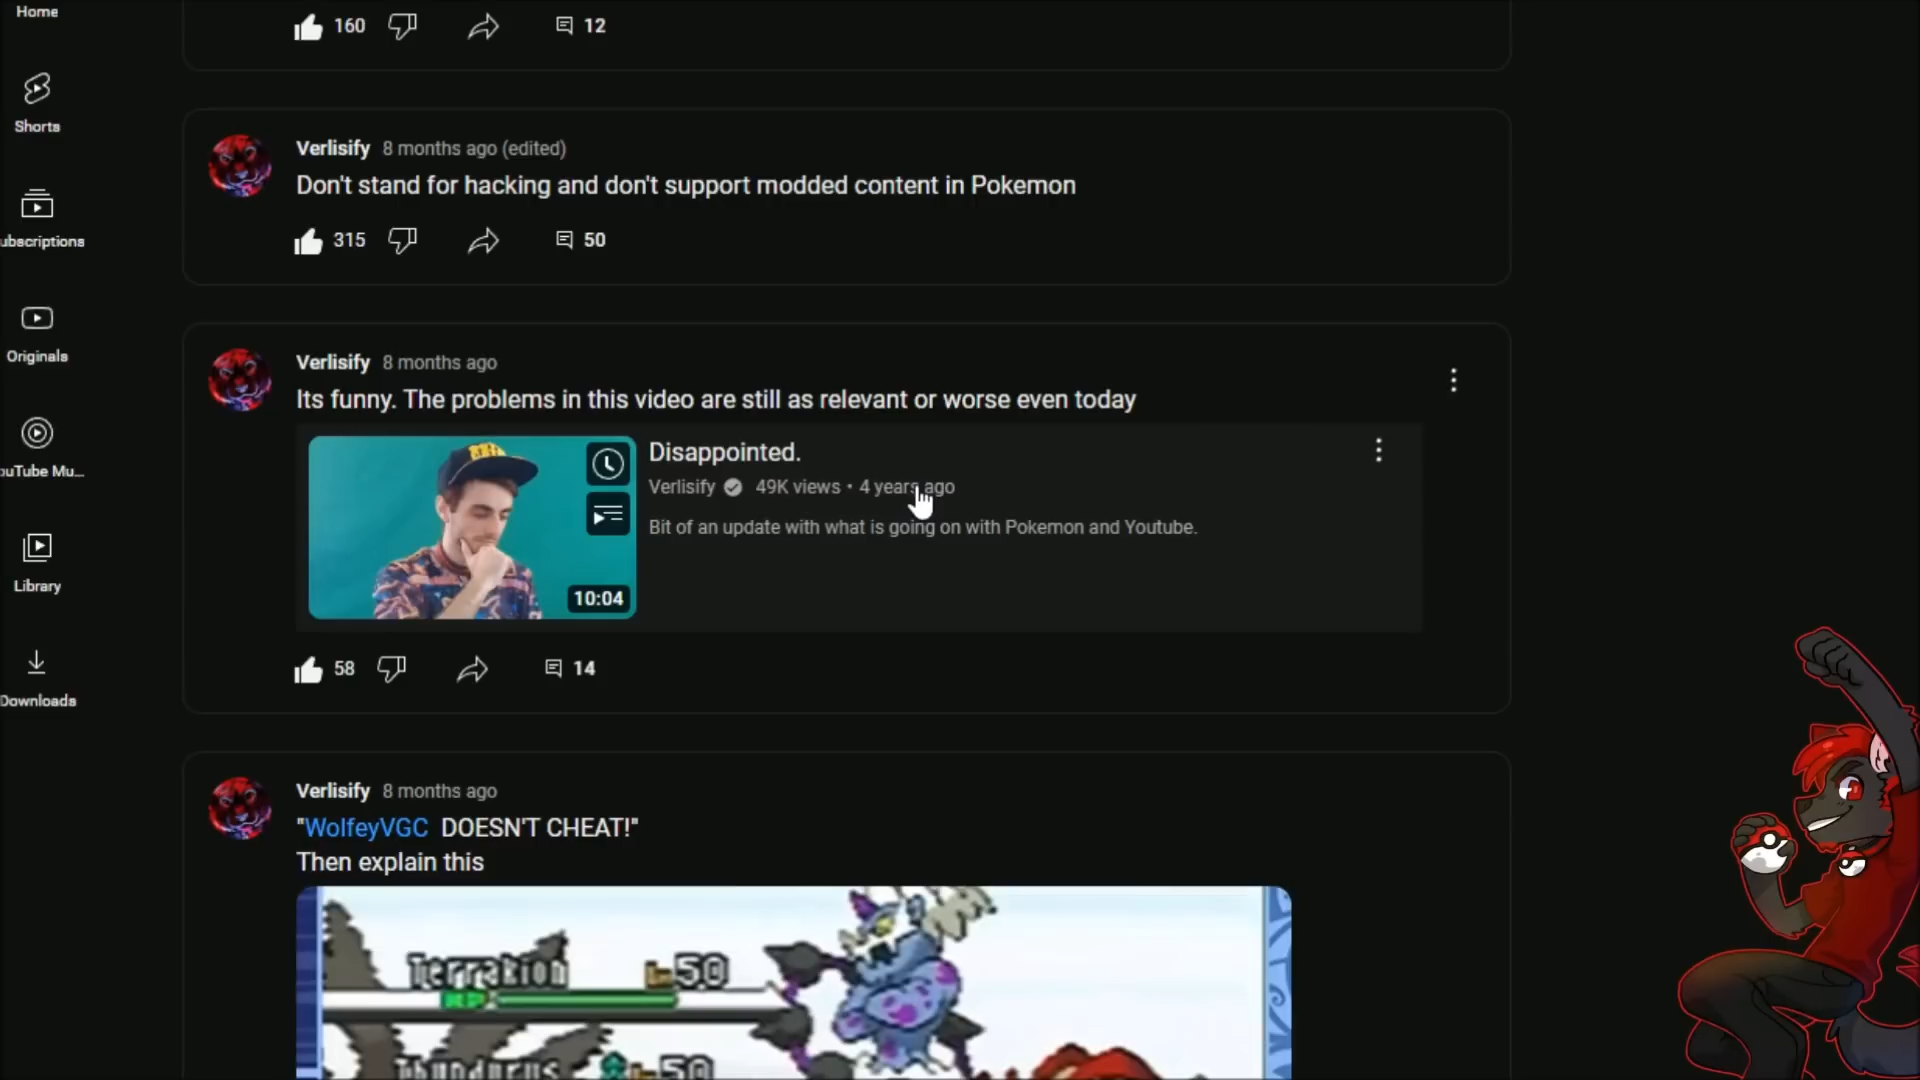 Home
160
12
Shorts
Verlisify 8 months ago (edited)
Don't stand for hacking and don't support modded content in Pokemon
ubscriptions
315
50
Originals
Verlisify 8 months ago
Its funny. The problems in this video are still as relevant or worse even today
Disappointed.
Verlisify 49K views • 4 years ago
Bit of an update with what is going on with Pokemon and Youtube.
10:04
ouTube Mu...
Library
58
14
Downloads
Verlisify 8 months ago
"WolfeyVGC DOESN'T CHEAT!"
Then explain this
Terrakion Lv50
HP
Thundurus Lv50